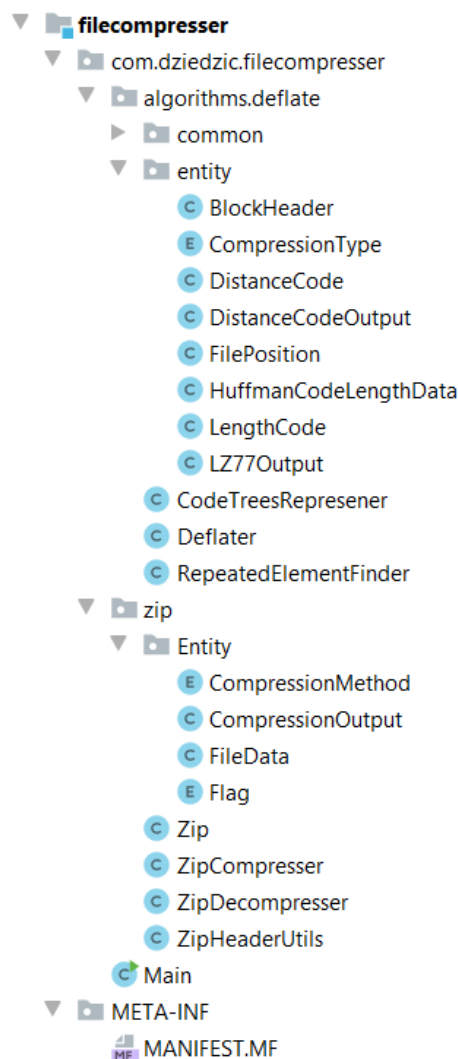 filecompresser
com.dziedzic.filecompresser
algorithms.deflate
common
entity
C BlockHeader
E CompressionType
C DistanceCode
C DistanceCodeOutput
C FilePosition
C HuffmanCodeLengthData
C LengthCode
C LZ77Output
C CodeTreesRepresener
C Deflater
C RepeatedElementFinder
zip
Entity
E CompressionMethod
C CompressionOutput
C FileData
E Flag
C Zip
C ZipCompresser
C ZipDecompresser
C ZipHeaderUtils
C Main
META-INF
MF MANIFEST.MF